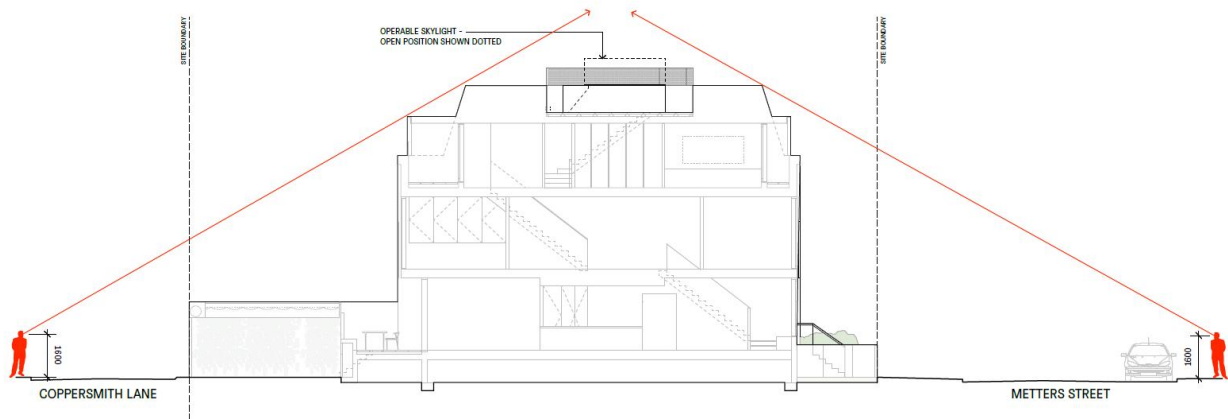 SITE BOUNDARY
OPERABLE SKYLIGHT -
OPEN POSITION SHOWN DOTTED
SITE BOUNDARY
1600
1600
COPPERSMITH LANE
METTERS STREET